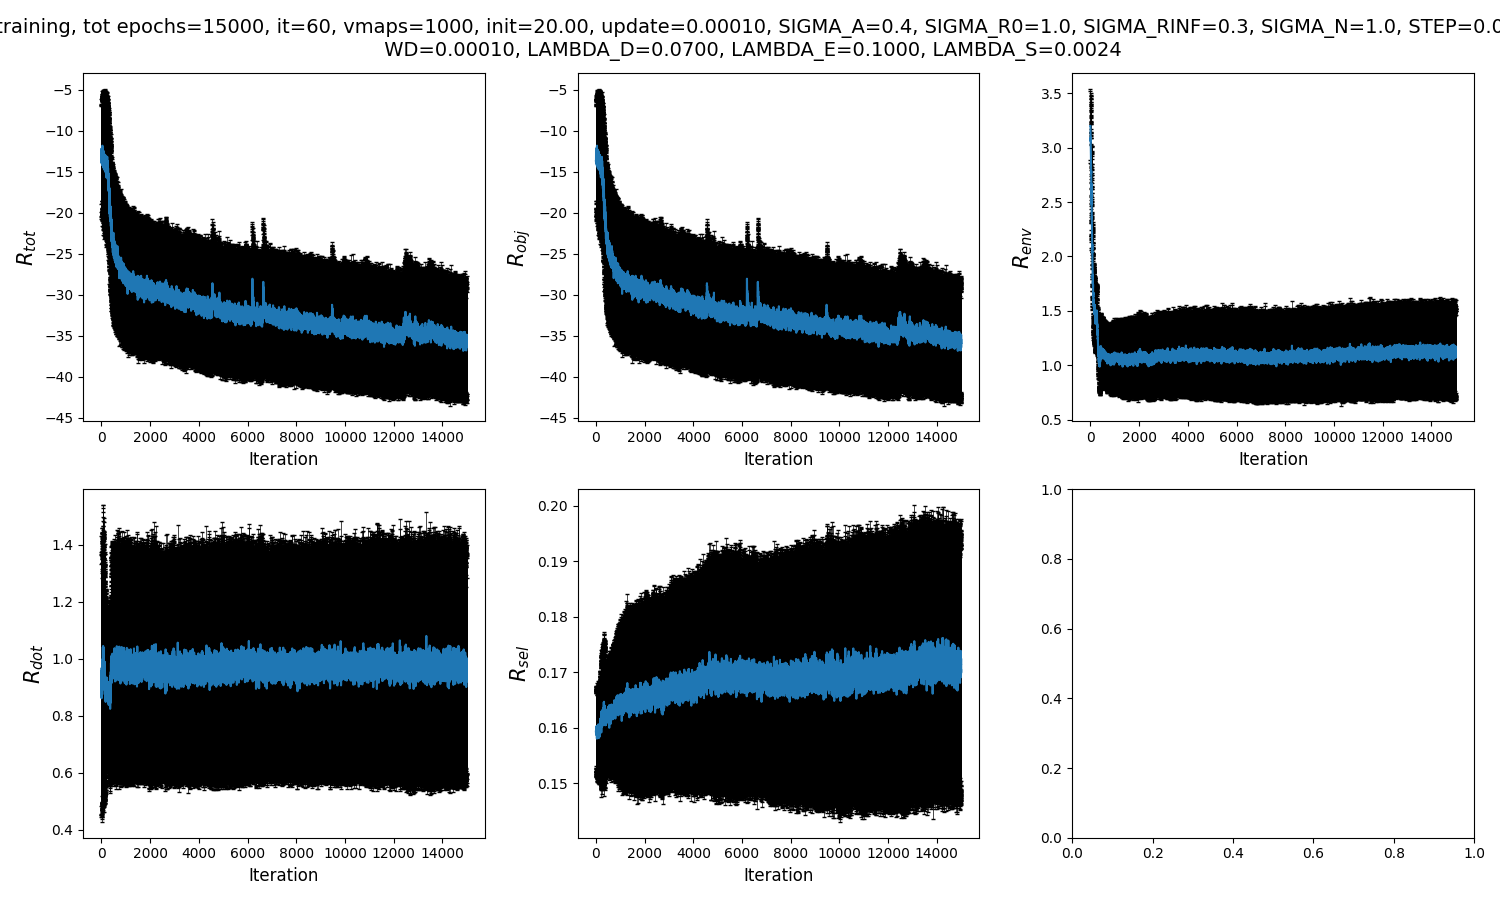 training, tot epochs=15000, it=60, vmaps=1000, init=20.00, update=0.00010, SIGMA_A=0.4, SIGMA_R0=1.0, SIGMA_RINF=0.3, SIGMA_N=1.0, STEP=0.0
WD=0.00010, LAMBDA_D=0.0700, LAMBDA_E=0.1000, LAMBDA_S=0.0024
R_tot
−5
−10
−15
−20
−25
−30
−35
−40
−45
0 2000 4000 6000 8000 10000 12000 14000
Iteration
R_obj
−5
−10
−15
−20
−25
−30
−35
−40
−45
0 2000 4000 6000 8000 10000 12000 14000
Iteration
R_env
3.5
3.0
2.5
2.0
1.5
1.0
0.5
0 2000 4000 6000 8000 10000 12000 14000
Iteration
R_dot
1.4
1.2
1.0
0.8
0.6
0.4
0 2000 4000 6000 8000 10000 12000 14000
Iteration
R_sel
0.20
0.19
0.18
0.17
0.16
0.15
0 2000 4000 6000 8000 10000 12000 14000
Iteration
1.0
0.8
0.6
0.4
0.2
0.0
0.0 0.2 0.4 0.6 0.8 1.0